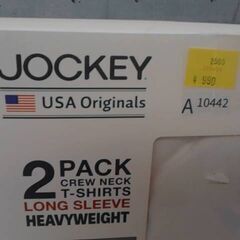 JOCKEY
USA Originals
¥ 990
A 10442
2 PACK
CREW NECK
T-SHIRTS
LONG SLEEVE
HEAVYWEIGHT